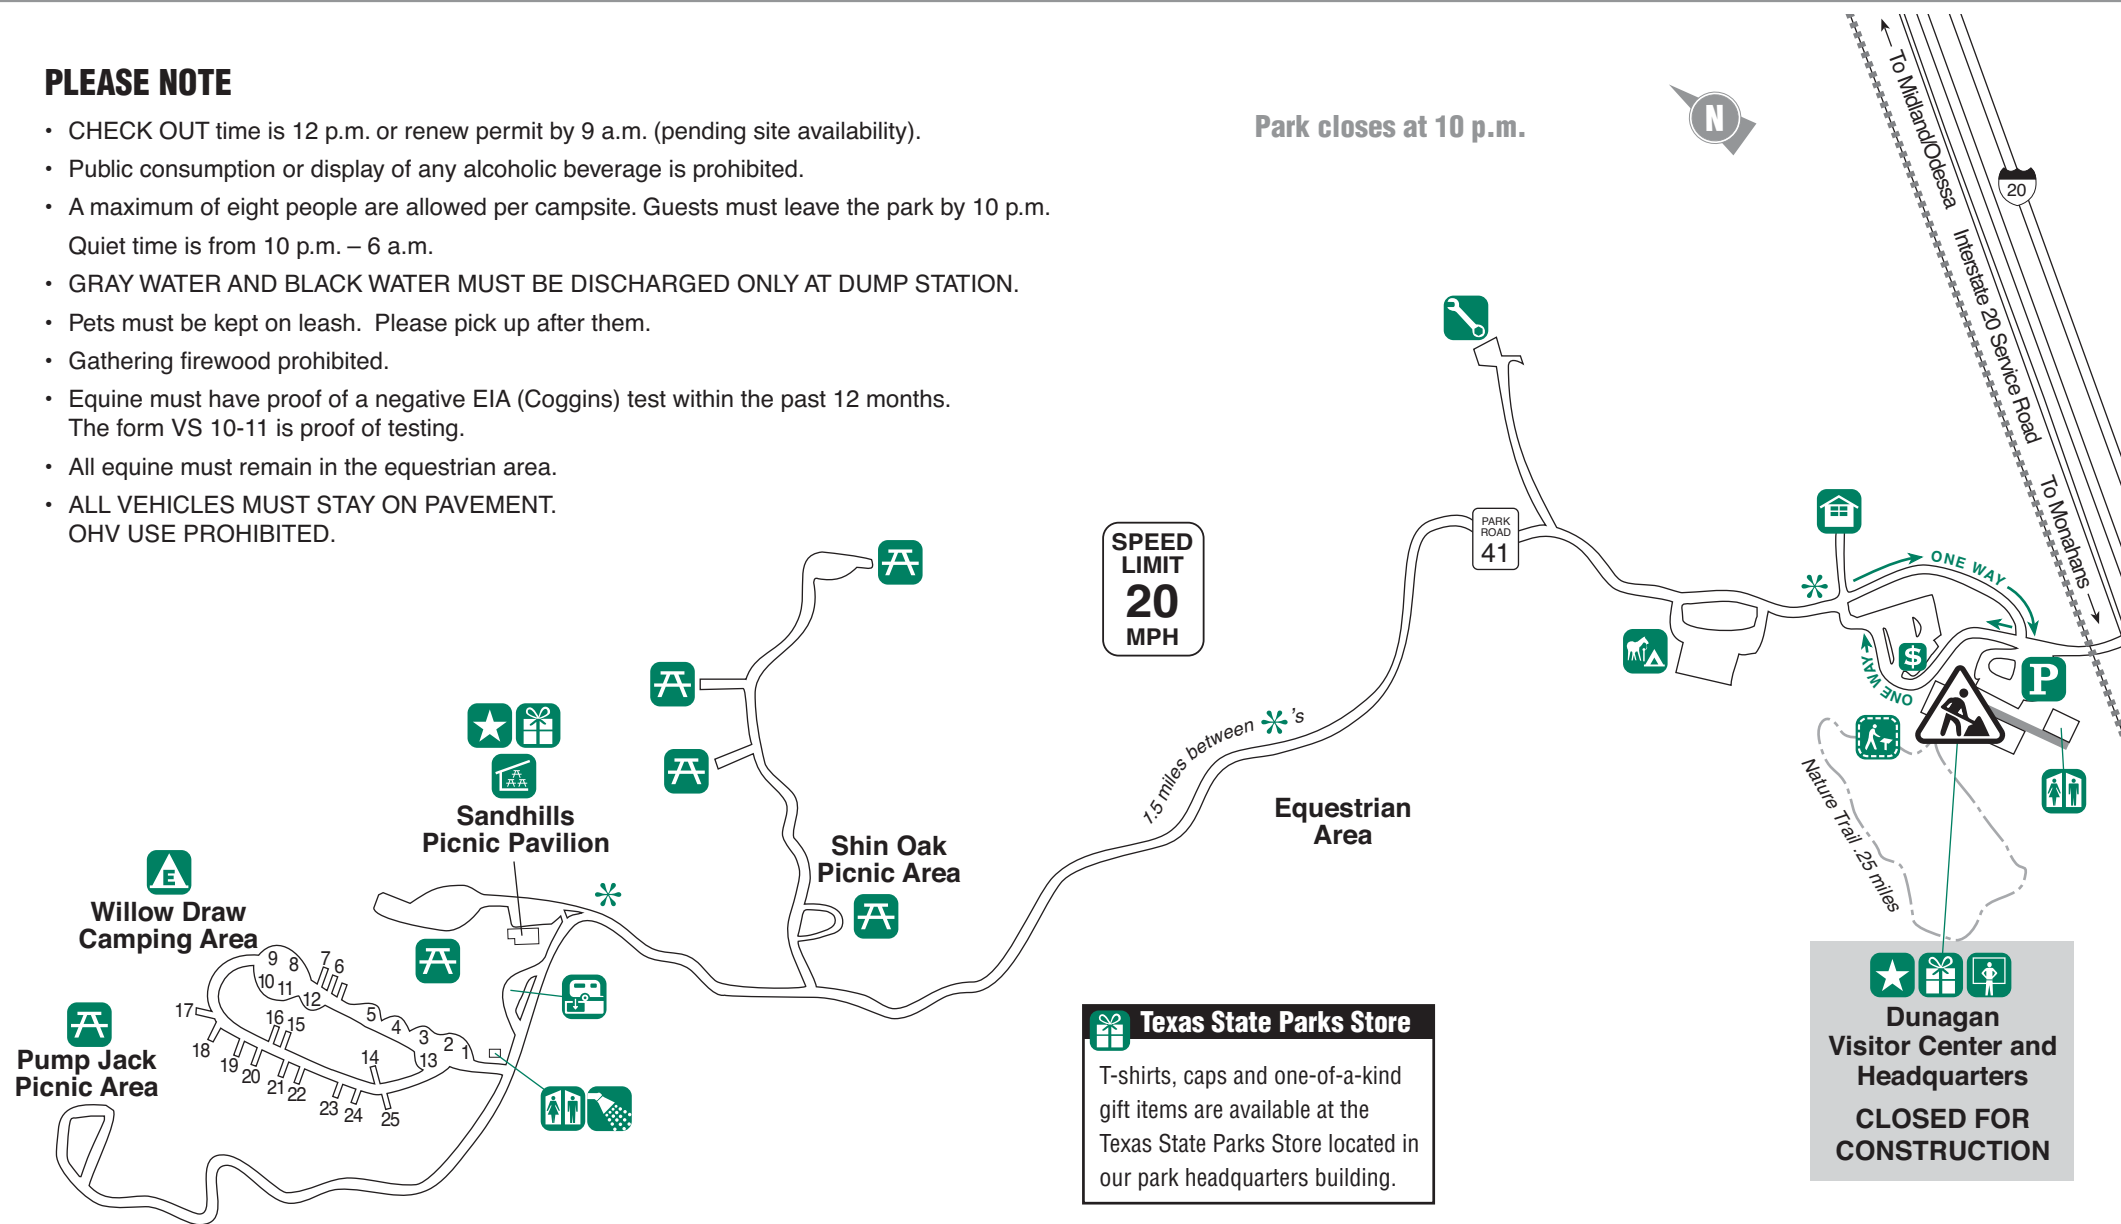 PLEASE NOTE
• CHECK OUT time is 12 p.m. or renew permit by 9 a.m. (pending site availability).
• Public consumption or display of any alcoholic beverage is prohibited.
• A maximum of eight people are allowed per campsite. Guests must leave the park by 10 p.m.
Quiet time is from 10 p.m. – 6 a.m.
• GRAY WATER AND BLACK WATER MUST BE DISCHARGED ONLY AT DUMP STATION.
• Pets must be kept on leash.  Please pick up after them.
• Gathering firewood prohibited.
• Equine must have proof of a negative EIA (Coggins) test within the past 12 months.
The form VS 10-11 is proof of testing.
• All equine must remain in the equestrian area.
• ALL VEHICLES MUST STAY ON PAVEMENT.
OHV USE PROHIBITED.
Park closes at 10 p.m.
N
To Midland/Odessa
20
Interstate 20 Service Road
To Monahans
SPEED
LIMIT
20
MPH
PARK
ROAD
41
ONE WAY
ONE WAY
$
P
Nature Trail .25 miles
1.5 miles between *'s
Equestrian
Area
Sandhills
Picnic Pavilion
Shin Oak
Picnic Area
E
Willow Draw
Camping Area
Pump Jack
Picnic Area
1
2
3
4
5
6
7
8
9
10
11
12
13
14
15
16
17
18
19
20
21
22
23
24
25
Texas State Parks Store
T-shirts, caps and one-of-a-kind
gift items are available at the
Texas State Parks Store located in
our park headquarters building.
Dunagan
Visitor Center and
Headquarters
CLOSED FOR
CONSTRUCTION